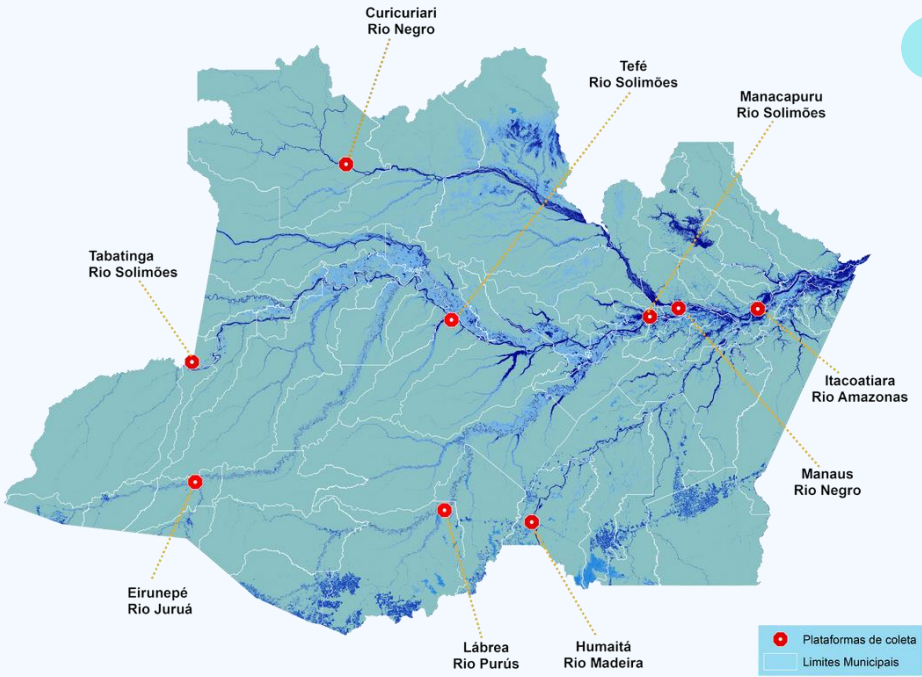 Curicuriari
Rio Negro
Tefé
Rio Solimões
Manacapuru
Rio Solimões
Tabatinga
Rio Solimões
Itacoatiara
Rio Amazonas
Manaus
Rio Negro
Eirunepé
Rio Juruá
Lábrea
Rio Purús
Humaitá
Rio Madeira
Plataformas de coleta
Limites Municipais